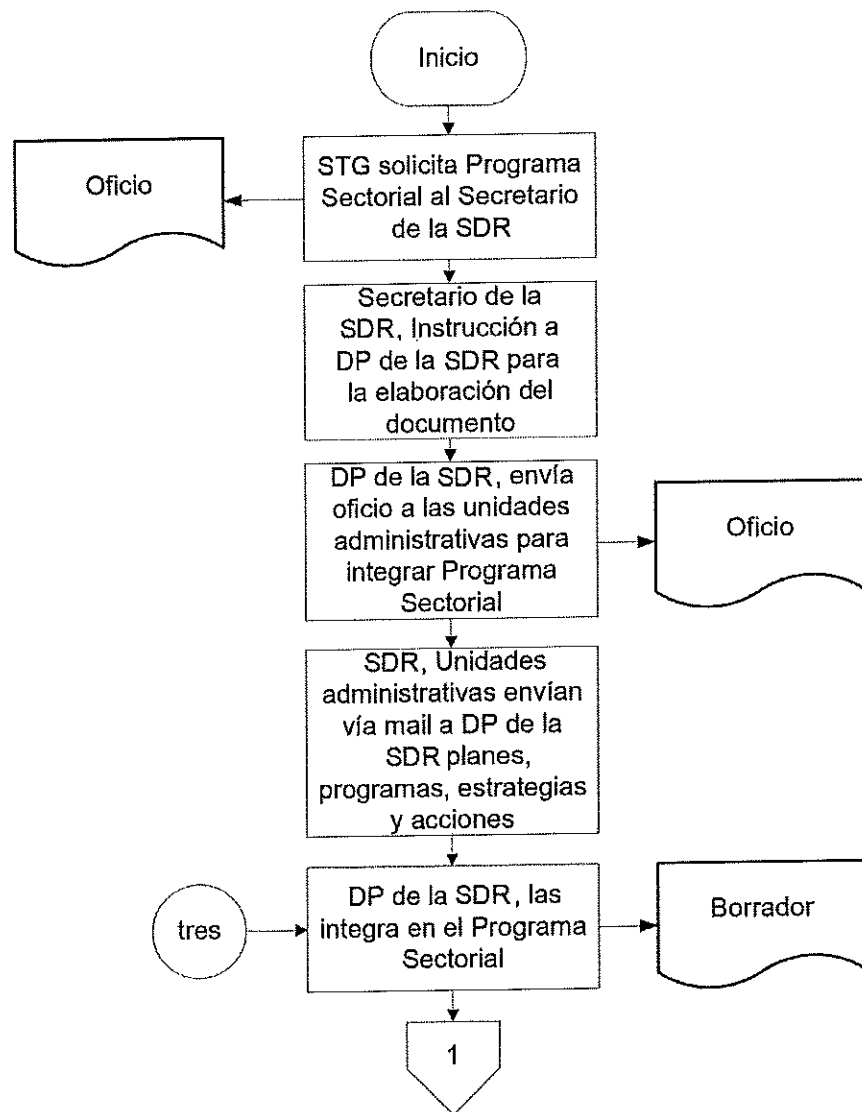 Inicio
Oficio
STG solicita Programa
Sectorial al Secretario
de la SDR
Secretario de la
SDR, Instrucción a
DP de la SDR para
la elaboración del
documento
DP de la SDR, envía
oficio a las unidades
administrativas para
integrar Programa
Sectorial
Oficio
SDR, Unidades
administrativas envían
vía mail a DP de la
SDR planes,
programas, estrategias
y acciones
tres
DP de la SDR, las
integra en el Programa
Sectorial
Borrador
1